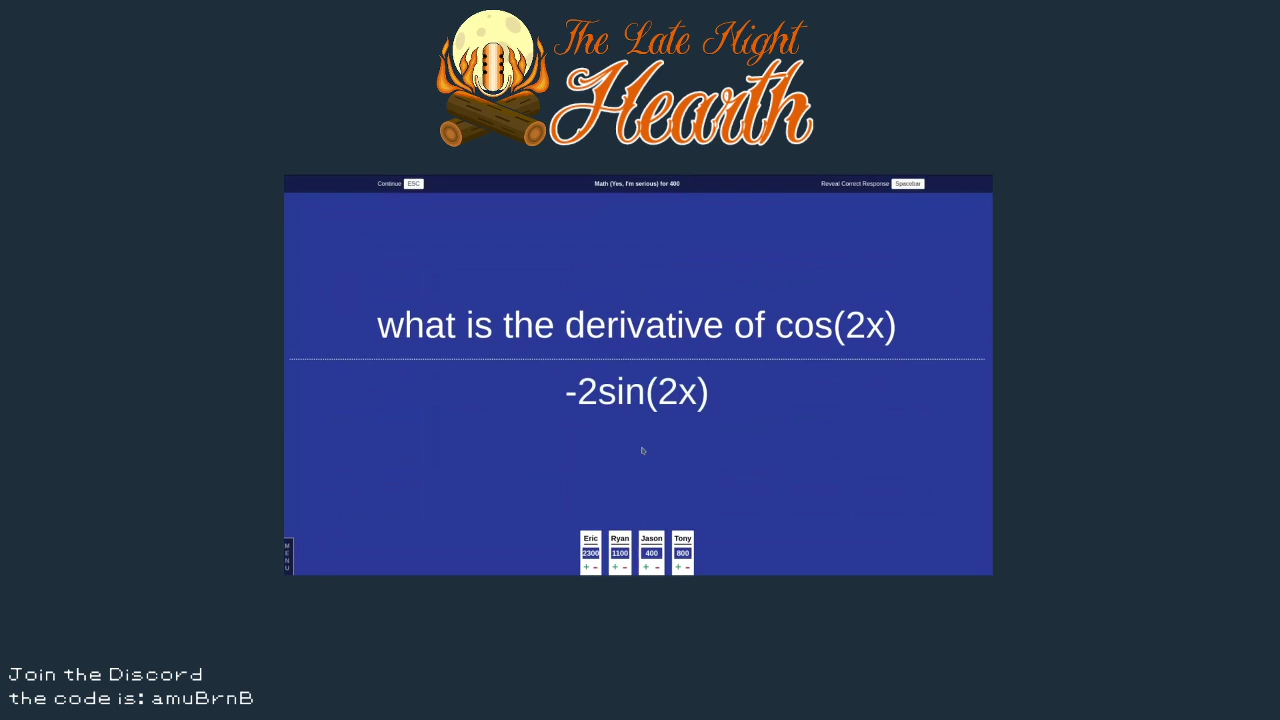 The Late Night
Hearth
Continue ESC
Math (Yes, I'm serious) for 400
Reveal Correct Response Spacebar
what is the derivative of cos(2x)
-2sin(2x)
MENU
Eric Ryan Jason Tony
2300 1100 400 800
+ - + - + - + -
Join the Discord
the code is: amuBrnB